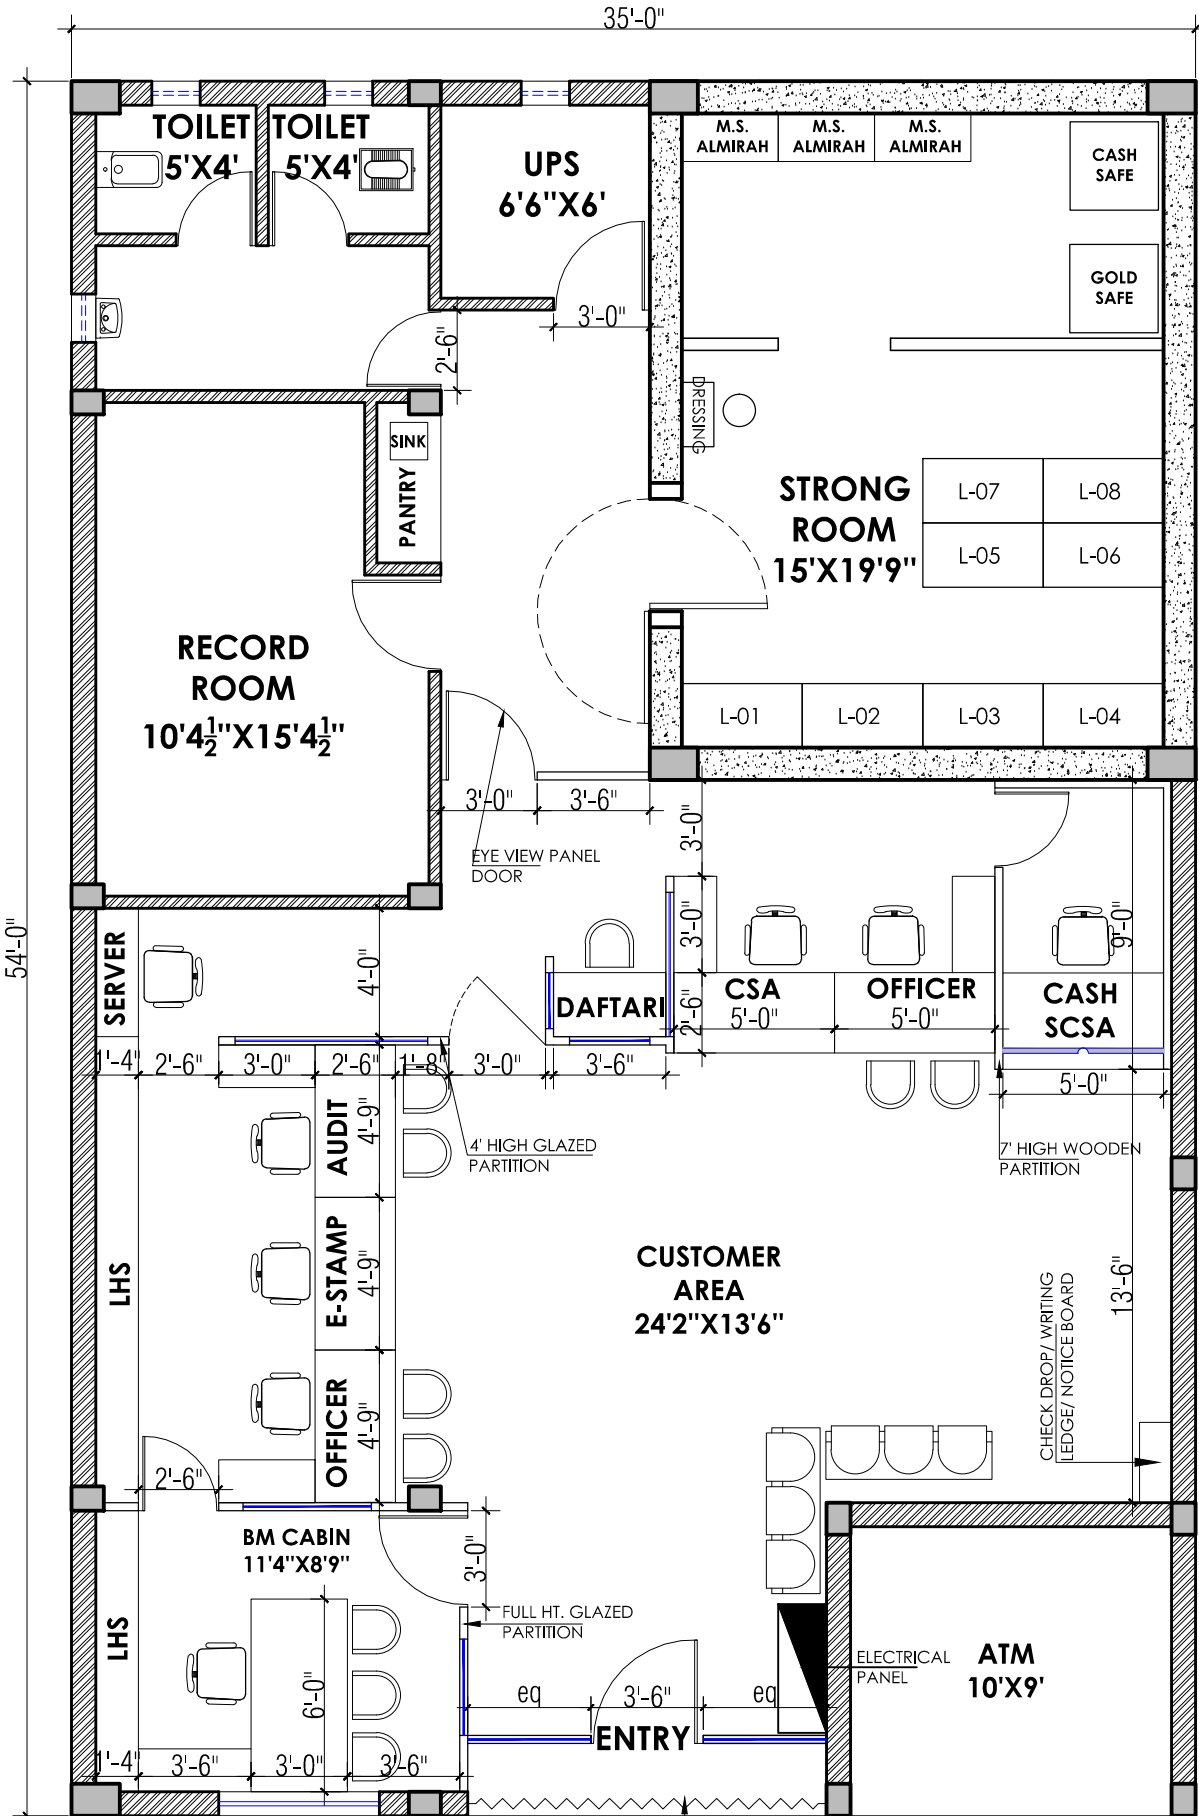 35'-0"
TOILET
5'X4'
TOILET
5'X4'
UPS
6'6"X6'
M.S.
ALMIRAH
M.S.
ALMIRAH
M.S.
ALMIRAH
CASH
SAFE
GOLD
SAFE
3'-0"
2'-6"
DRESSING
SINK
PANTRY
STRONG
ROOM
15'X19'9"
L-07
L-08
L-05
L-06
RECORD
ROOM
10'4½"X15'4½"
L-01
L-02
L-03
L-04
3'-0"
3'-6"
3'-0"
EYE VIEW PANEL
DOOR
54'-0"
SERVER
4'-0"
3'-0"
9'-0"
DAFTARI
CSA
OFFICER
CASH
SCSA
2'-6"
5'-0"
5'-0"
1'-4"
2'-6"
3'-0"
2'-6"
1'-8"
3'-0"
3'-6"
5'-0"
AUDIT
4'-9"
4' HIGH GLAZED
PARTITION
7' HIGH WOODEN
PARTITION
LHS
E-STAMP
4'-9"
CUSTOMER
AREA
24'2"X13'6"
13'-6"
CHECK DROP/ WRITING
LEDGE/ NOTICE BOARD
OFFICER
4'-9"
2'-6"
BM CABIN
11'4"X8'9"
3'-0"
FULL HT. GLAZED
PARTITION
LHS
6'-0"
ELECTRICAL
PANEL
ATM
10'X9'
eq
3'-6"
eq
ENTRY
1'-4"
3'-6"
3'-0"
3'-6"